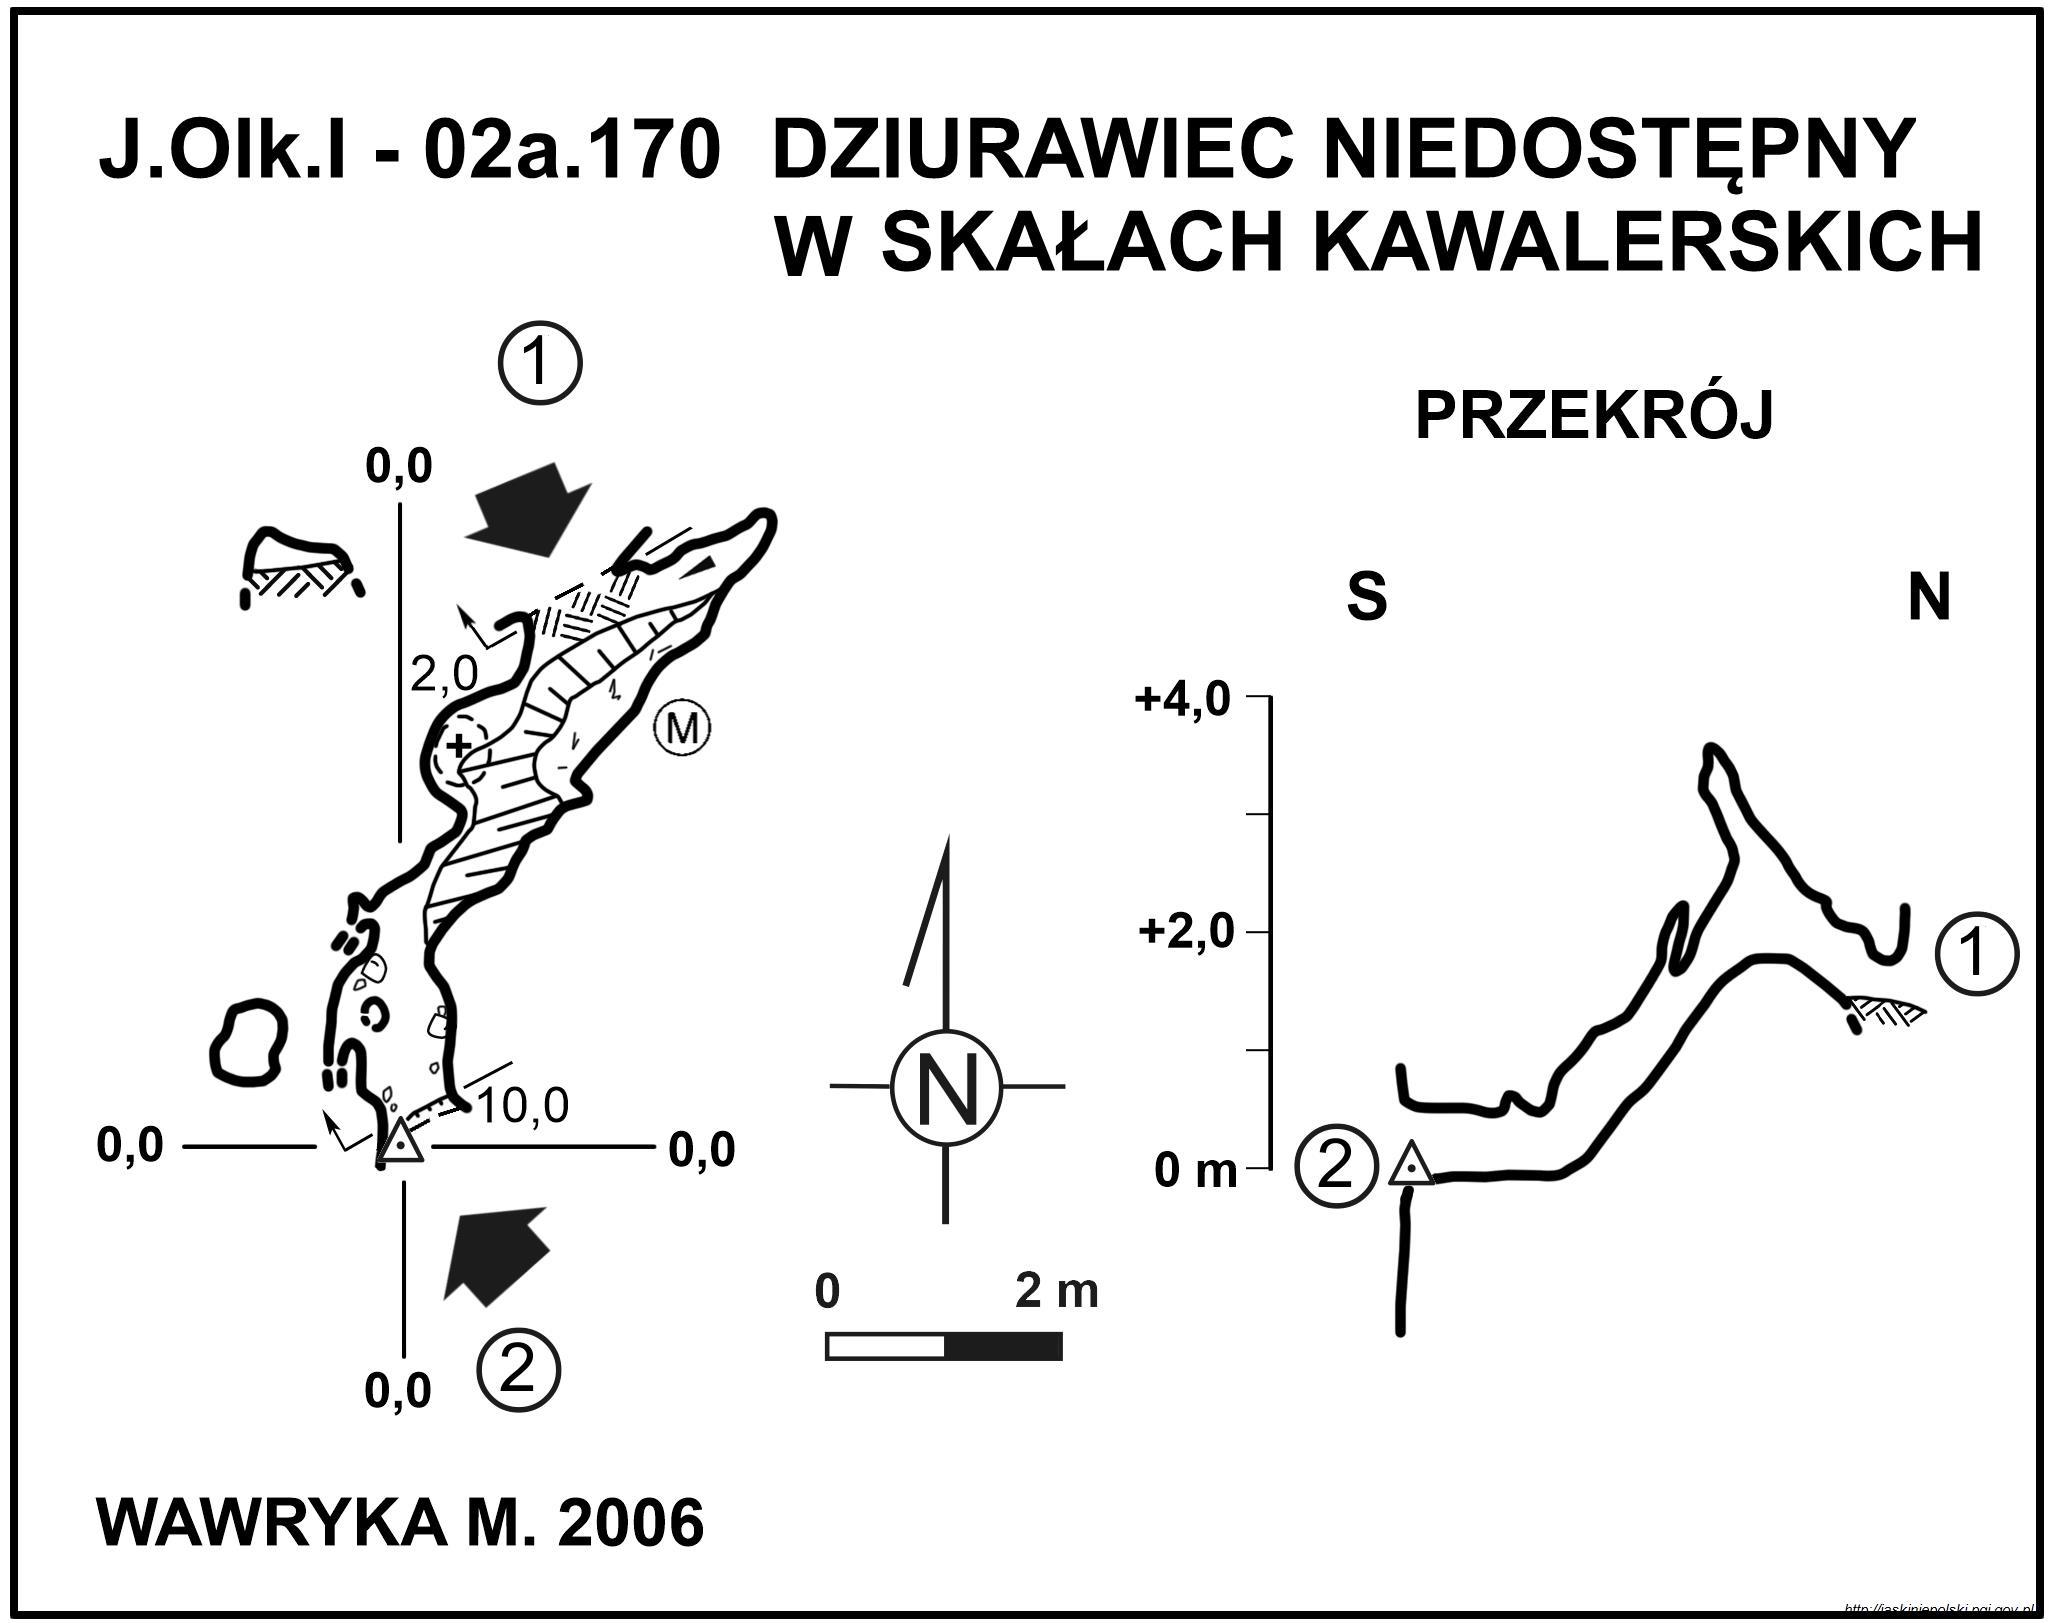 J.Olk.I - 02a.170 DZIURAWIEC NIEDOSTĘPNY
W SKAŁACH KAWALERSKICH
1
0,0
PRZEKRÓJ
S N
2,0
M
+4,0
+2,0
1
0 m
2
10,0
0,0
0,0
N
0 2 m
2
0,0
WAWRYKA M. 2006
http://jaskiniepolski.pgi.gov.pl